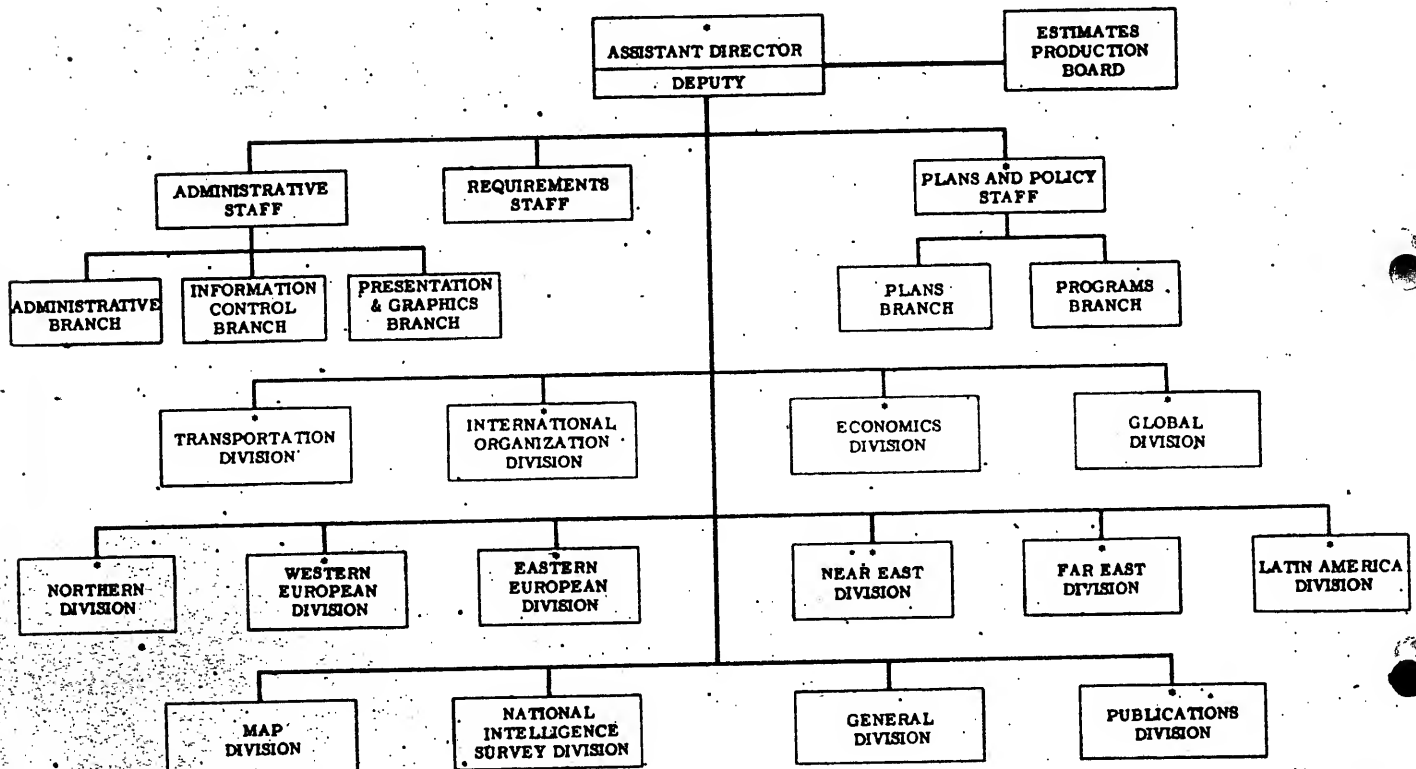 *
ASSISTANT DIRECTOR
DEPUTY
ESTIMATES
PRODUCTION
BOARD
ADMINISTRATIVE
STAFF
REQUIREMENTS
STAFF
*
PLANS AND POLICY
STAFF
ADMINISTRATIVE
BRANCH
INFORMATION
CONTROL
BRANCH
PRESENTATION
& GRAPHICS
BRANCH
PLANS
BRANCH
PROGRAMS
BRANCH
*
TRANSPORTATION
DIVISION
*
INTERNATIONAL
ORGANIZATION
DIVISION
*
ECONOMICS
DIVISION
*
GLOBAL
DIVISION
*
NORTHERN
DIVISION
*
WESTERN
EUROPEAN
DIVISION
*
EASTERN
EUROPEAN
DIVISION
*
NEAR EAST
DIVISION
*
FAR EAST
DIVISION
*
LATIN AMERICA
DIVISION
MAP
DIVISION
NATIONAL
INTELLIGENCE
SURVEY DIVISION
GENERAL
DIVISION
*
PUBLICATIONS
DIVISION